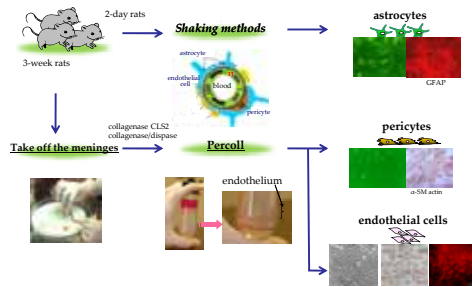 2-day rats
3-week rats
Shaking methods
astrocyte
endothelial
cell
blood
pericyte
astrocytes
GFAP
Take off the meninges
collagenase CLS2
collagenase/dispase
Percoll
endothelium
pericytes
α-SM actin
endothelial cells